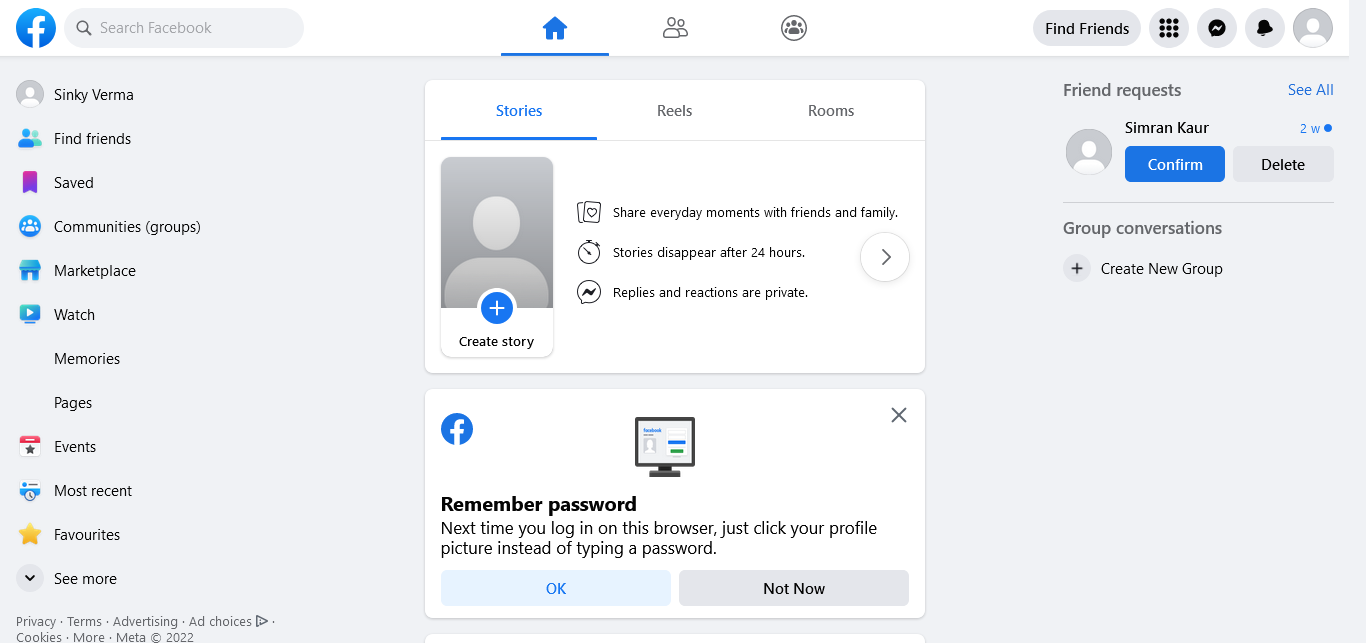 Search Facebook
Find Friends
Sinky Verma
Find friends
Saved
Communities (groups)
Marketplace
Watch
Memories
Pages
Events
Most recent
Favourites
See more
Privacy · Terms · Advertising · Ad choices ·
Cookies · More · Meta © 2022
Stories Reels Rooms
Create story
Share everyday moments with friends and family.
Stories disappear after 24 hours.
Replies and reactions are private.
facebook
Remember password
Next time you log in on this browser, just click your profile
picture instead of typing a password.
OK Not Now
Friend requests See All
Simran Kaur 2 w
Confirm Delete
Group conversations
Create New Group